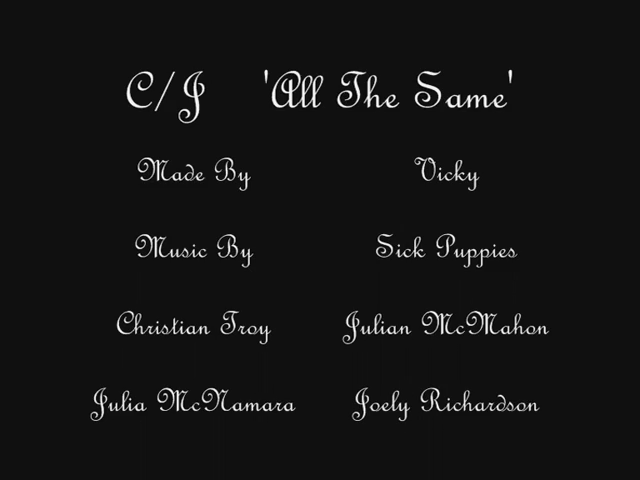 C/J 'All The Same'
Made By Vicky
Music By Sick Puppies
Christian Troy Julian McMahon
Julia McNamara Joely Richardson